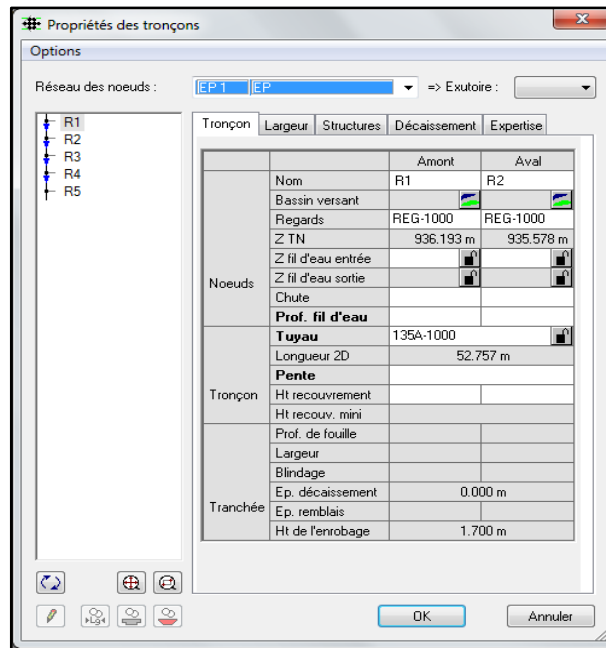 Propriétés des tronçons
Options
Réseau des noeuds : EP 1 EP => Exutoire :
R1
R2
R3
R4
R5
Tronçon Largeur Structures Décaissement Expertise
Amont Aval
Nom R1 R2
Bassin versant
Regards REG-1000 REG-1000
Z TN 936.193 m 935.578 m
Z fil d'eau entrée
Noeuds Z fil d'eau sortie
Chute
Prof. fil d'eau
Tuyau 135A-1000
Longueur 2D 52.757 m
Pente
Tronçon Ht recouvrement
Ht recouv. mini
Prof. de fouille
Largeur
Blindage
Ep. décaissement 0.000 m
Tranchée Ep. remblais
Ht de l'enrobage 1.700 m
OK Annuler